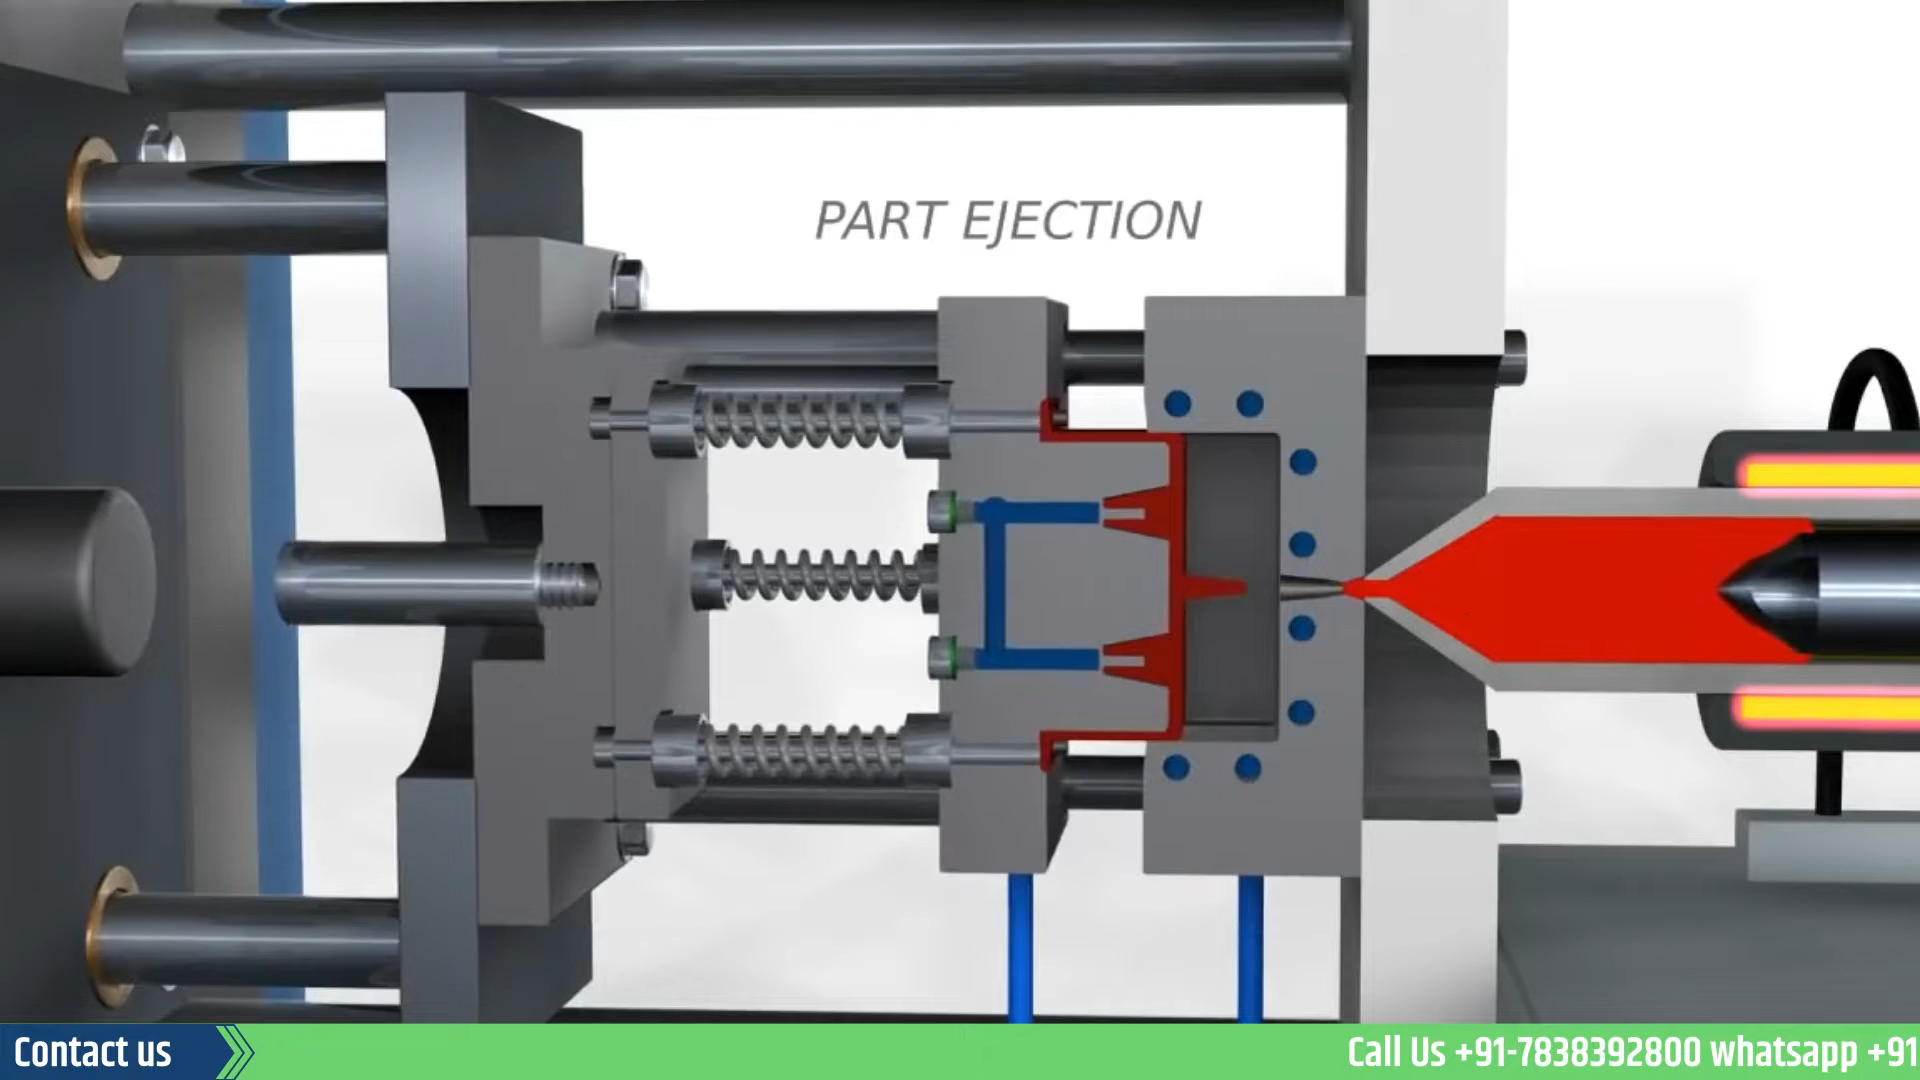 PART EJECTION
Contact us
Call Us +91-7838392800 whatsapp +91